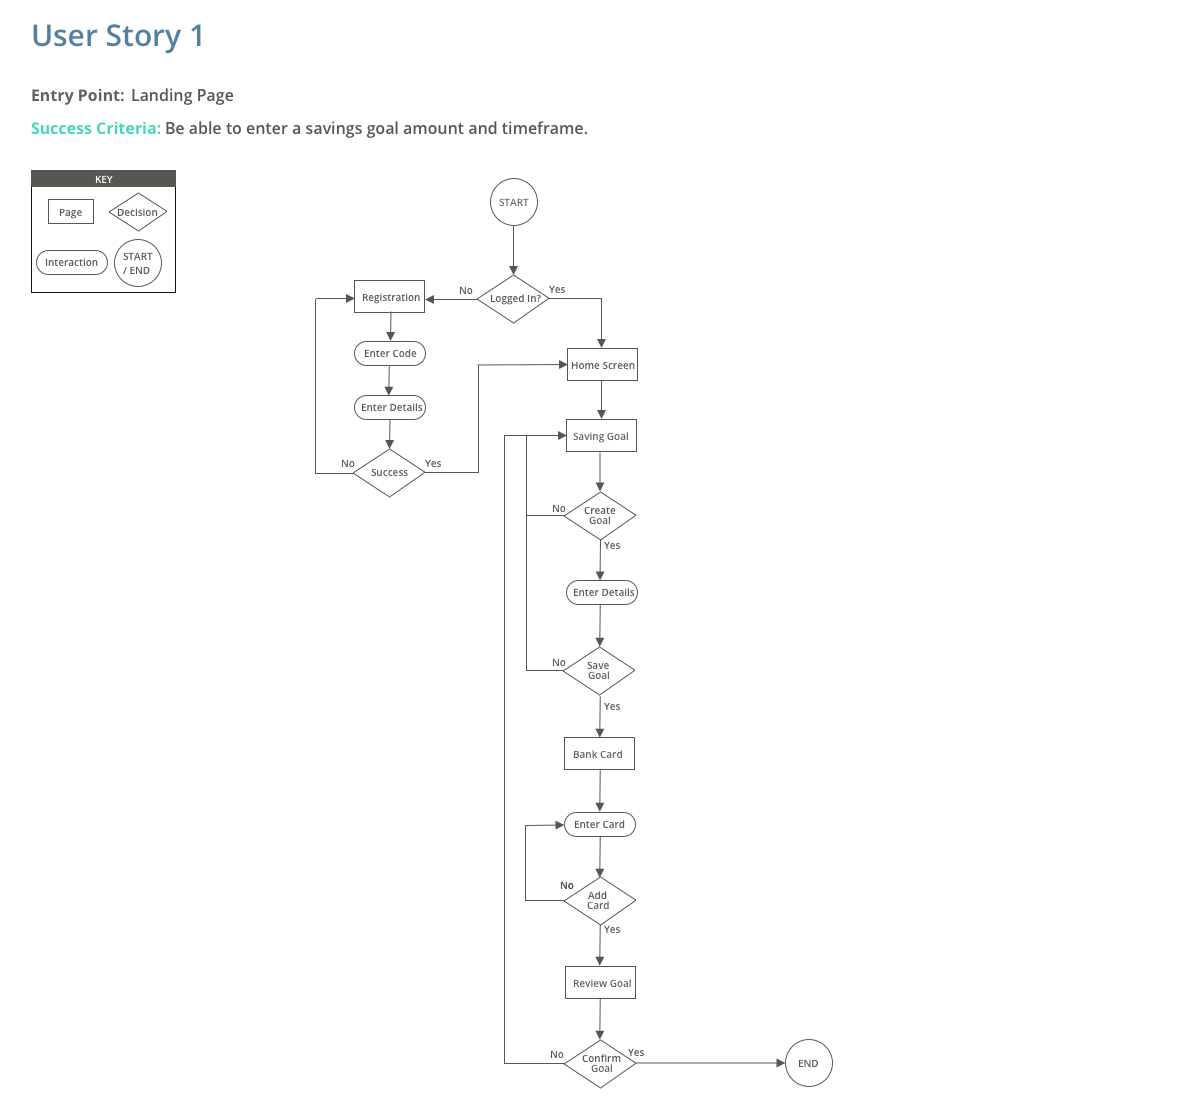 User Story 1
Entry Point: Landing Page
Success Criteria: Be able to enter a savings goal amount and timeframe.
KEY
Page
Decision
Interaction
START
/ END
START
Logged In?
No
Yes
Registration
Enter Code
Enter Details
Success
No
Yes
Home Screen
Saving Goal
Create
Goal
No
Yes
Enter Details
Save
Goal
No
Yes
Bank Card
Enter Card
Add
Card
No
Yes
Review Goal
Confirm
Goal
No
Yes
END